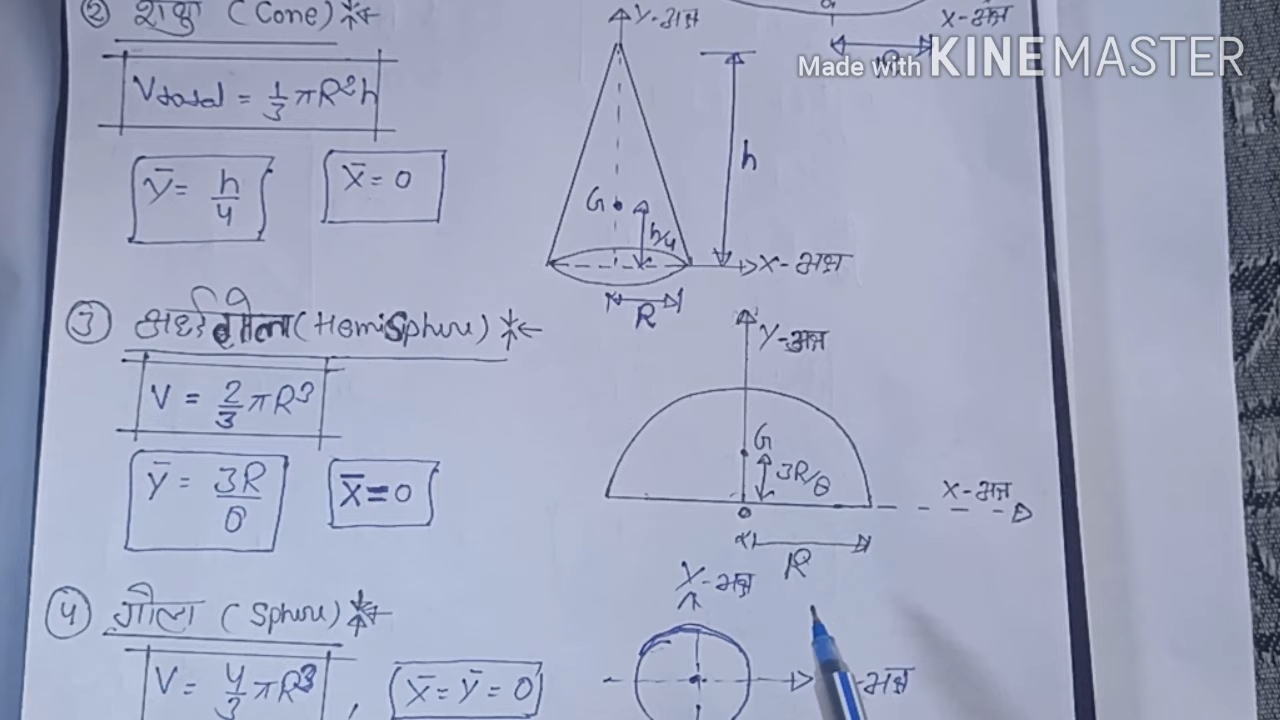 ② शंकु (Cone)
Vtotal = 1/3 πR²h
ȳ = h/4
x̄ = 0
Y-अक्ष
h
G
h/4
X-अक्ष
R
X-अक्ष
Made with KINEMASTER
③ अर्द्धगोला (Hemisphere)
V = 2/3 πR³
ȳ = 3R/8
x̄ = 0
Y-अक्ष
G
3R/8
X-अक्ष
o
R
④ गोला (Sphere)
V = 4/3 πR³ , x̄ = ȳ = 0
Y-अक्ष
-अक्ष